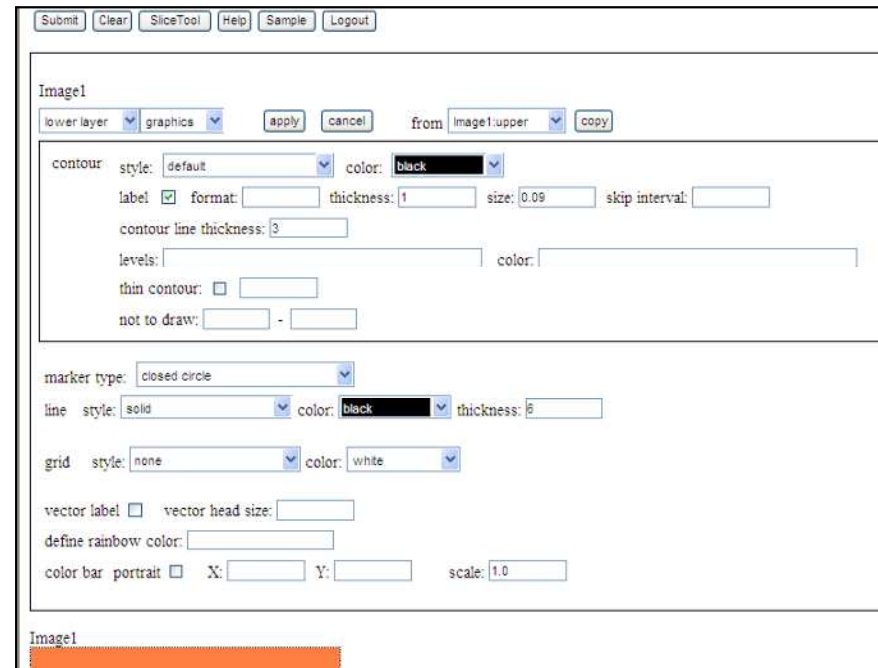 Submit Clear SliceTool Help Sample Logout
Image1
lower layer graphics apply cancel from Image1:upper copy
contour style: default color: black
label format: thickness: 1 size: 0.09 skip interval:
contour line thickness: 3
levels: color:
thin contour:
not to draw: -
marker type: closed circle
line style: solid color: black thickness: 6
grid style: none color: white
vector label vector head size:
define rainbow color:
color bar portrait X: Y: scale: 1.0
Image1